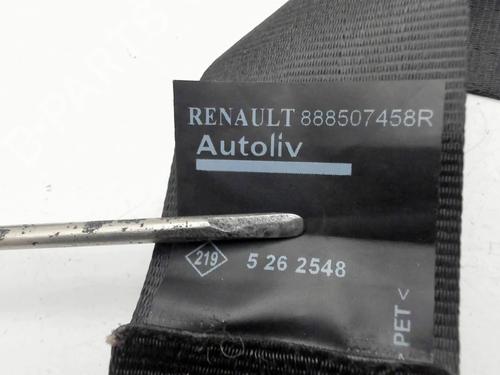 RENAULT 888507458R
Autoliv
219 5 26 2548
> PET <